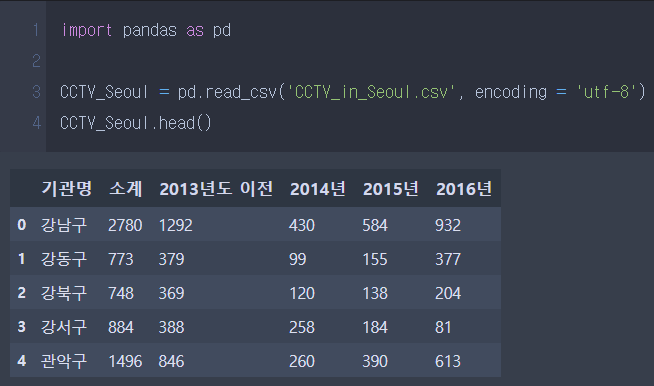 1 import pandas as pd
2
3 CCTV_Seoul = pd.read_csv('CCTV_in_Seoul.csv', encoding = 'utf-8')
4 CCTV_Seoul.head()
기관명 소계 2013년도 이전 2014년 2015년 2016년
0 강남구 2780 1292 430 584 932
1 강동구 773 379 99 155 377
2 강북구 748 369 120 138 204
3 강서구 884 388 258 184 81
4 관악구 1496 846 260 390 613